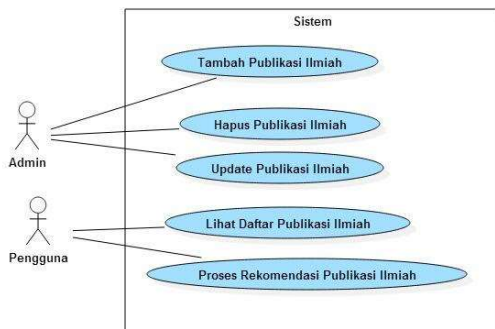 Sistem
Tambah Publikasi Ilmiah
Hapus Publikasi Ilmiah
Admin
Update Publikasi Ilmiah
Lihat Daftar Publikasi Ilmiah
Pengguna
Proses Rekomendasi Publikasi Ilmiah